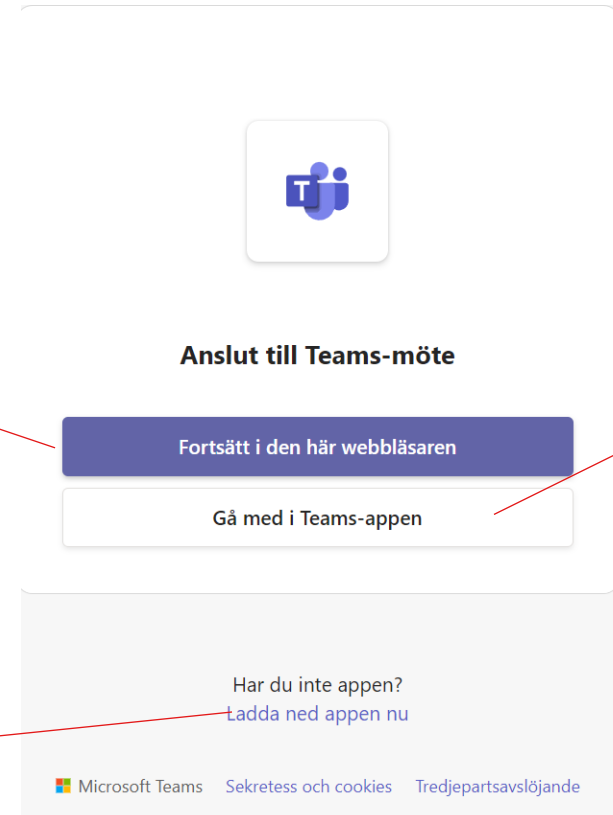 T
Anslut till Teams-möte
Fortsätt i den här webbläsaren
Gå med i Teams-appen
Har du inte appen?
Ladda ned appen nu
Microsoft Teams Sekretess och cookies Tredjepartsavslöjande